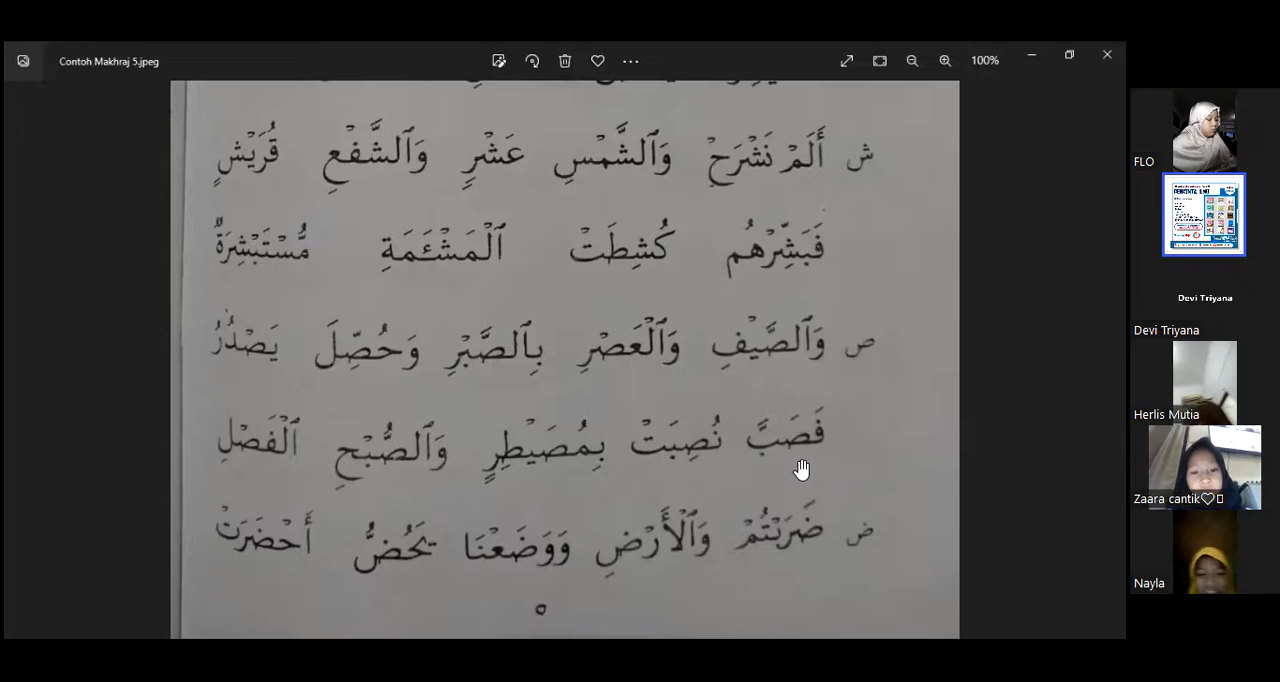 Contoh Makhraj 5.jpeg
100%
ش أَلَمْ نَشْرَحْ وَٱلشَّمْسِ عَشْرٍ وَٱلشَّفْعِ قُرَيْشٍ
فَبَشِّرْهُم كُشِطَتْ ٱلْمَشْـَٔمَةِ مُّسْتَبْشِرَةٌ
ص وَٱلصَّيْفِ وَٱلْعَصْرِ بِٱلصَّبْرِ وَحُصِّلَ يَصْدُرُ
فَصَبَّ نُصِبَتْ بِمُصَيْطِرٍ وَٱلصُّبْحِ ٱلْفَصْلِ
ض ضَرَبْتُمْ وَٱلْأَرْضِ وَوَضَعْنَا يَحُضُّ أَحْضَرَتْ
٥
FLO
Devi Triyana
Devi Triyana
Herlis Mutia
Zaara cantik♡
Nayla